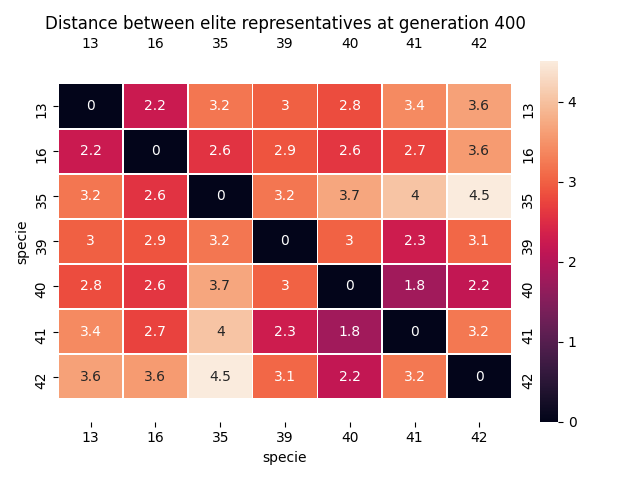 Distance between elite representatives at generation 400
13 16 35 39 40 41 42
13 0 2.2 3.2 3 2.8 3.4 3.6 13
16 2.2 0 2.6 2.9 2.6 2.7 3.6 16
35 3.2 2.6 0 3.2 3.7 4 4.5 35
39 3 2.9 3.2 0 3 2.3 3.1 39
40 2.8 2.6 3.7 3 0 1.8 2.2 40
41 3.4 2.7 4 2.3 1.8 0 3.2 41
42 3.6 3.6 4.5 3.1 2.2 3.2 0 42
13 16 35 39 40 41 42
specie
specie
4
3
2
1
0